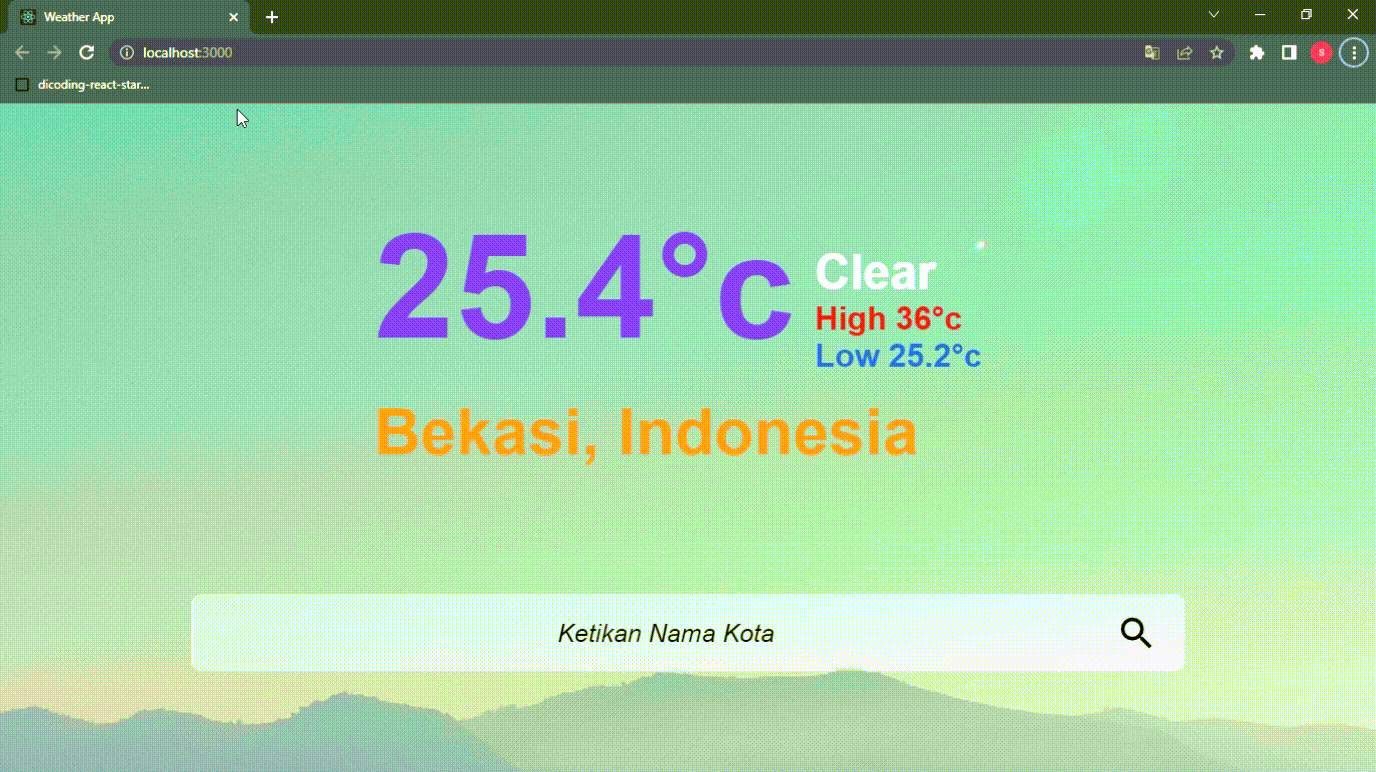 Weather App
localhost:3000
S
dicoding-react-star...
25.4°c
Clear
High 36°c
Low 25.2°c
Bekasi, Indonesia
Ketikan Nama Kota